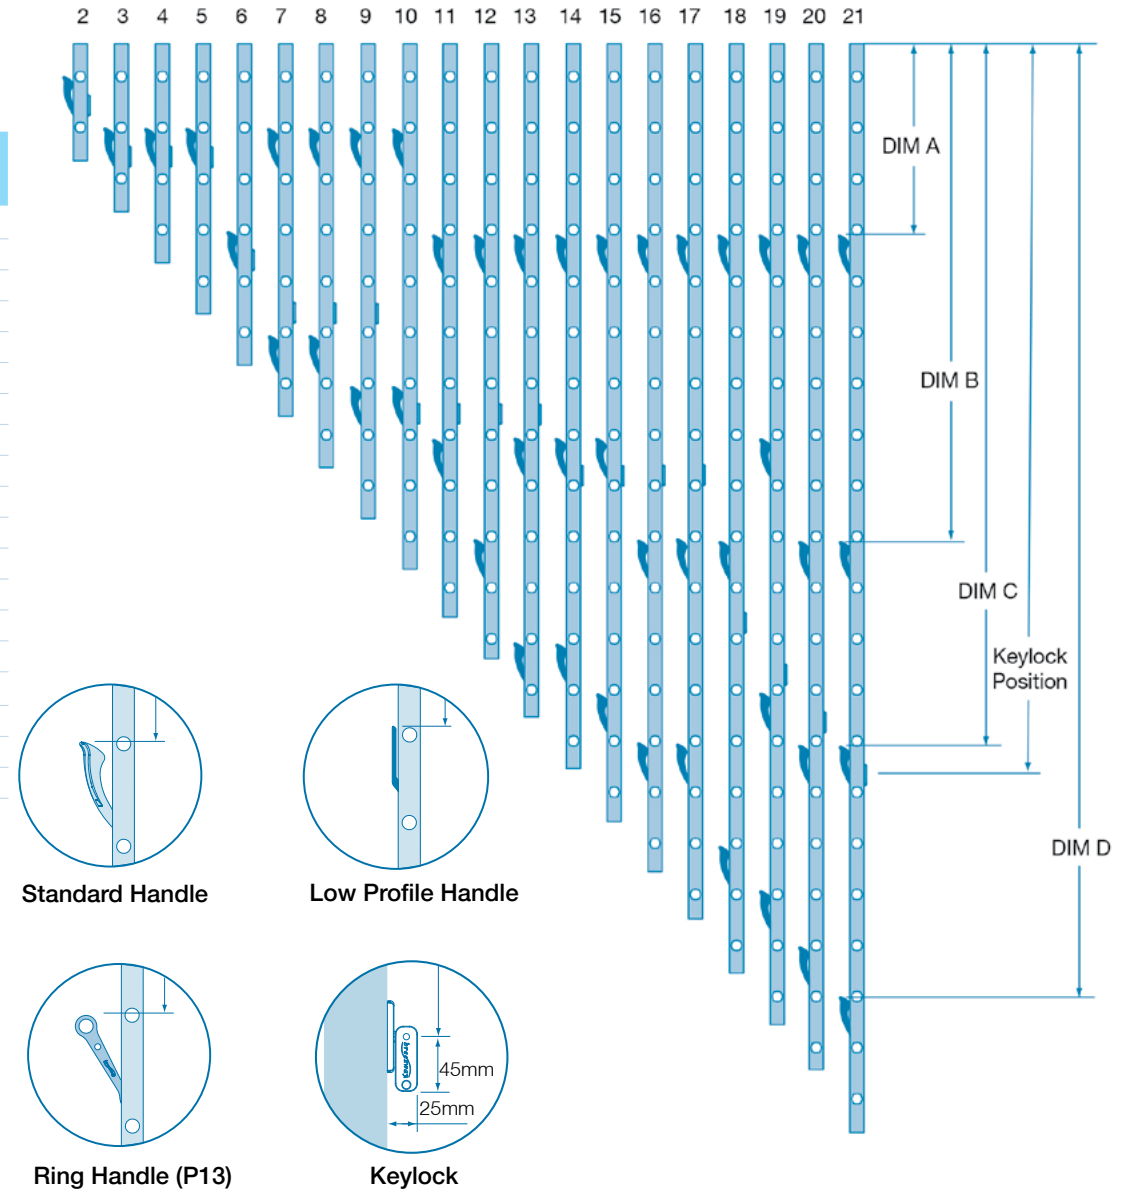 2 3 4 5 6 7 8 9 10 11 12 13 14 15 16 17 18 19 20 21
DIM A
DIM B
DIM C
Keylock
Position
DIM D
Standard Handle
Low Profile Handle
45mm
25mm
Ring Handle (P13)
Keylock